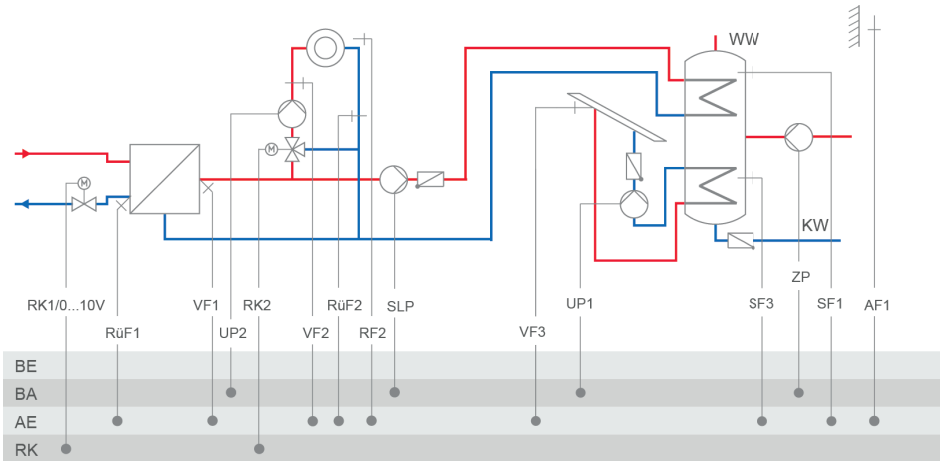 WW
M
M
KW
RK1/0...10V
VF1
RK2
RüF2
SLP
UP1
ZP
SF3
SF1
AF1
RüF1
UP2
VF2
RF2
VF3
BE
BA
AE
RK